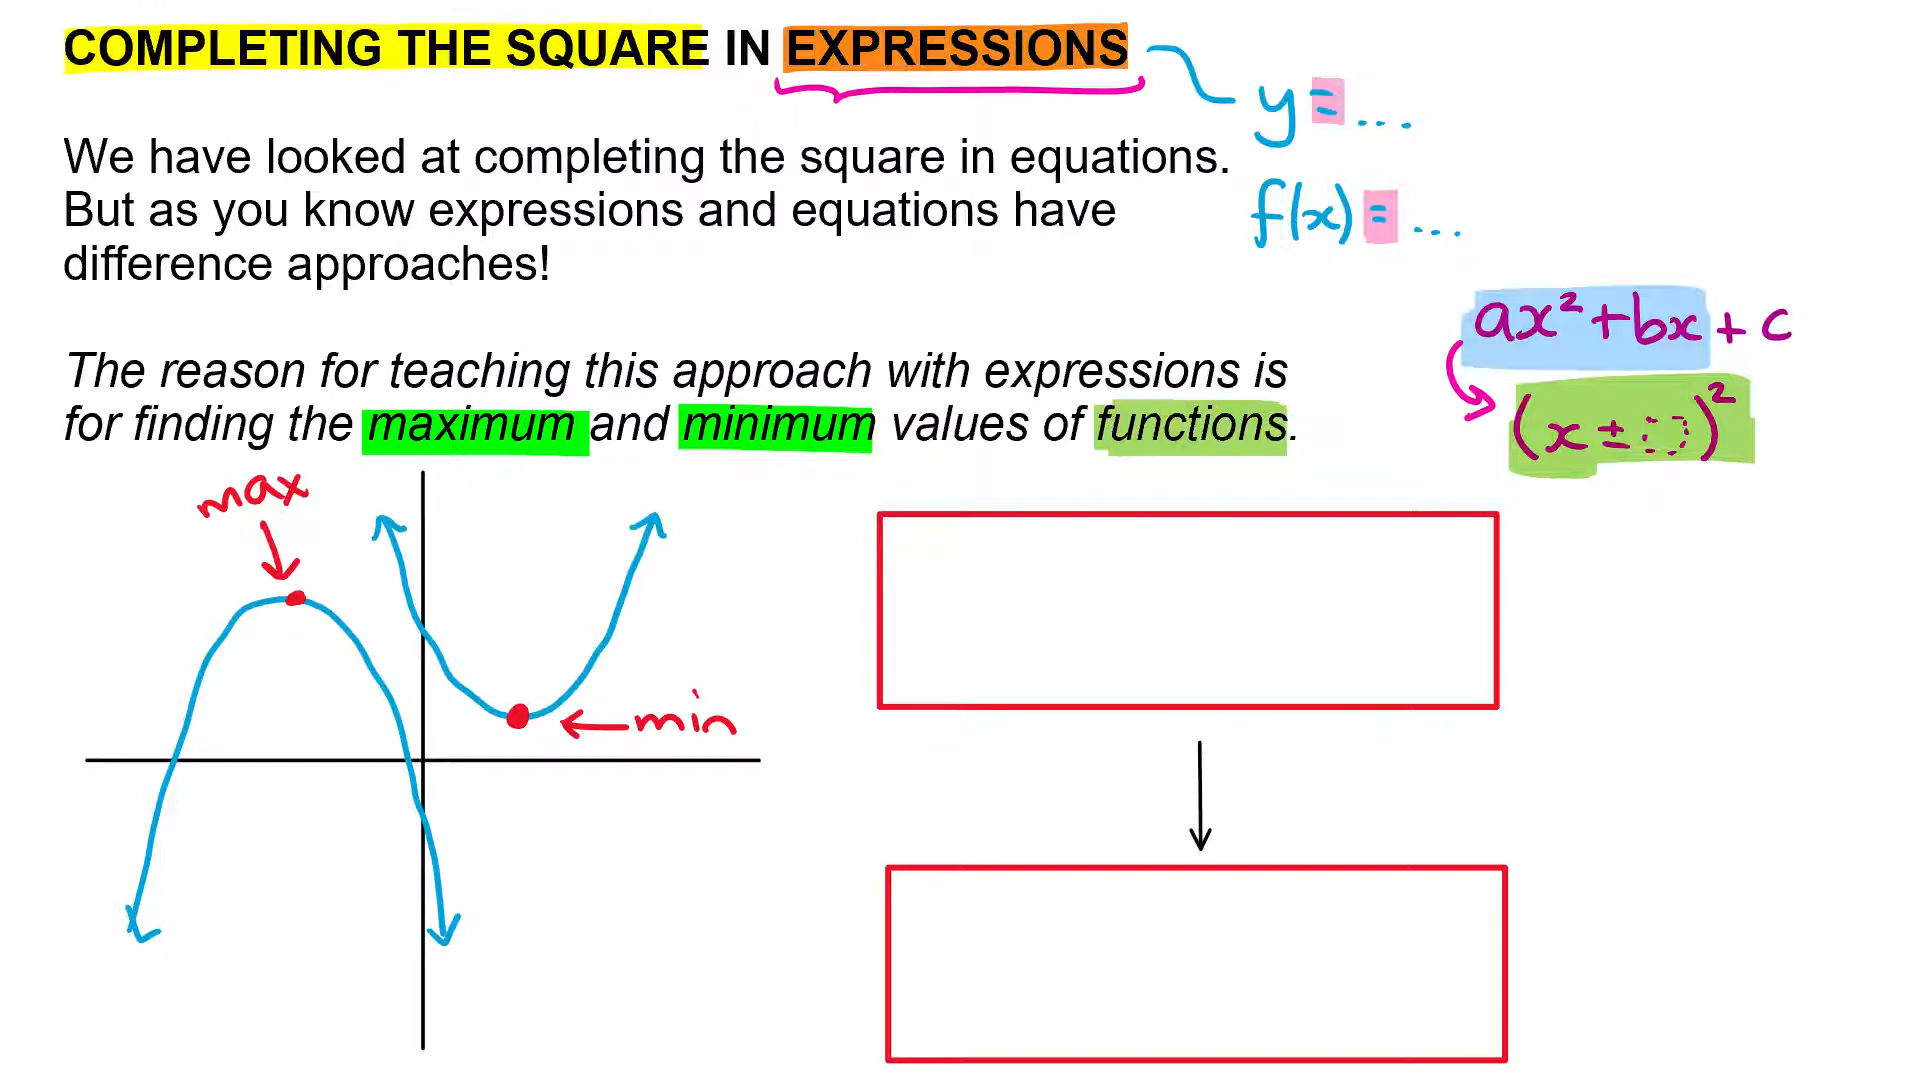 COMPLETING THE SQUARE IN EXPRESSIONS
y = ...
We have looked at completing the square in equations.
But as you know expressions and equations have
difference approaches!
f(x) = ...
ax² + bx + c
The reason for teaching this approach with expressions is
for finding the maximum and minimum values of functions.
(x ± )²
max
min